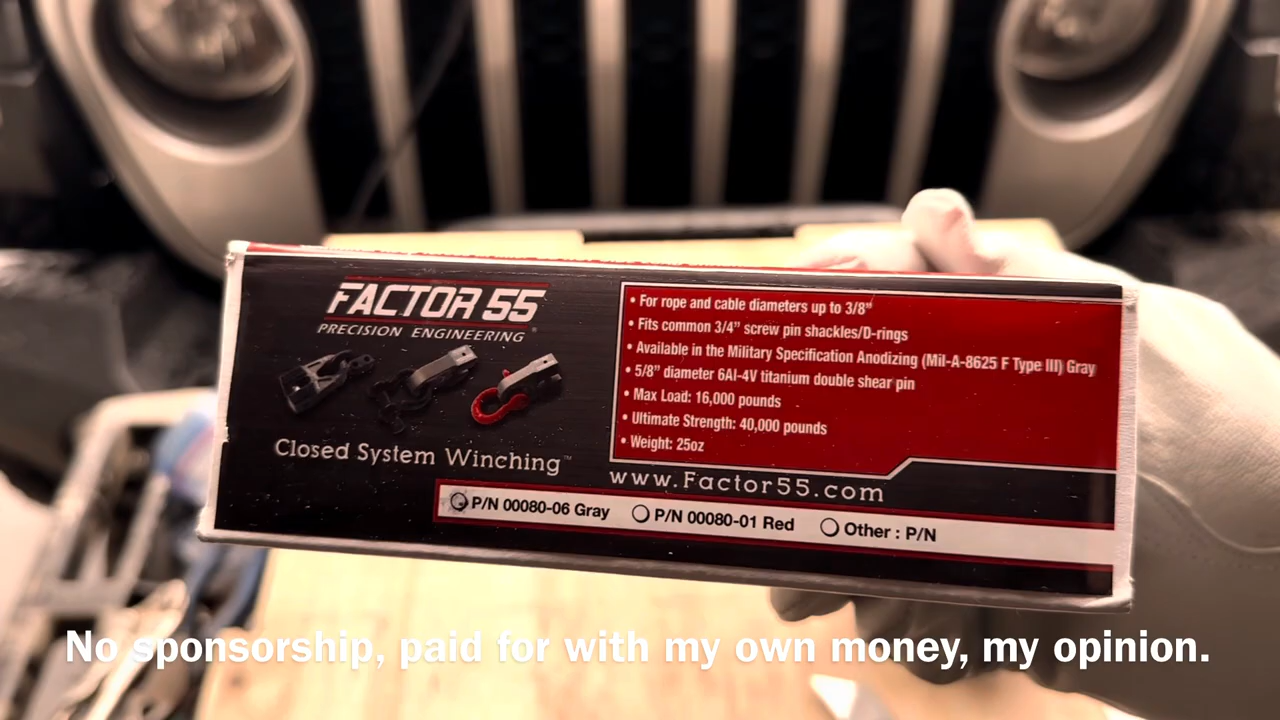 FACTOR 55
PRECISION ENGINEERING
Closed System Winching™
• For rope and cable diameters up to 3/8"
• Fits common 3/4" screw pin shackles/D-rings
• Available in the Military Specification Anodizing (Mil-A-8625 F Type III) Gray
• 5/8" diameter 6Al-4V titanium double shear pin
• Max Load: 16,000 pounds
• Ultimate Strength: 40,000 pounds
• Weight: 25oz
www.Factor55.com
P/N 00080-06 Gray P/N 00080-01 Red Other : P/N
No sponsorship, paid for with my own money, my opinion.